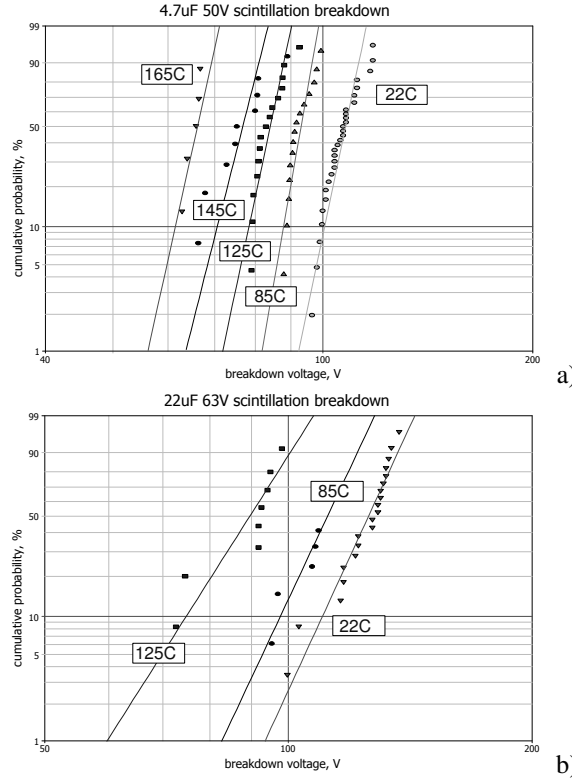 4.7uF 50V scintillation breakdown
cumulative probability, %
99
90
50
10
5
1
165C
22C
145C
125C
85C
40
100
200
breakdown voltage, V
a)
22uF 63V scintillation breakdown
cumulative probability, %
99
90
50
10
5
1
85C
22C
125C
50
100
200
breakdown voltage, V
b)